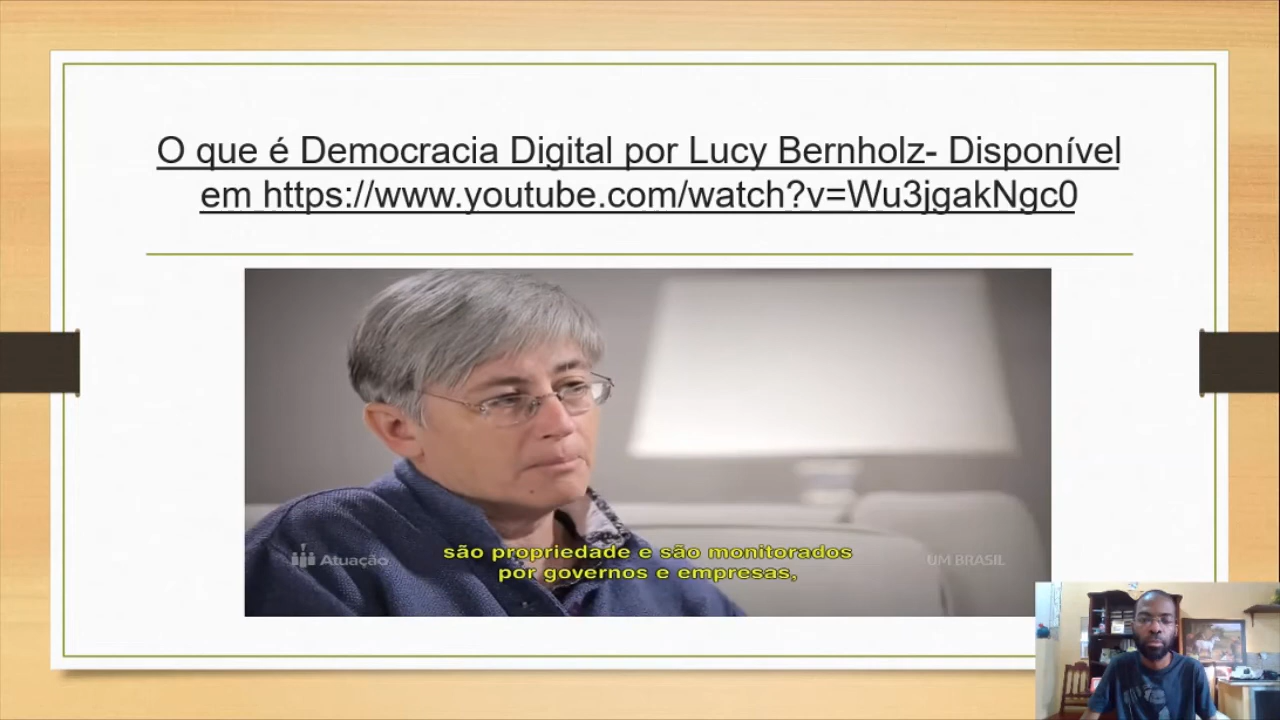 O que é Democracia Digital por Lucy Bernholz- Disponível
em https://www.youtube.com/watch?v=Wu3jgakNgc0
são propriedade e são monitorados
por governos e empresas,
Atuação
UM BRASIL